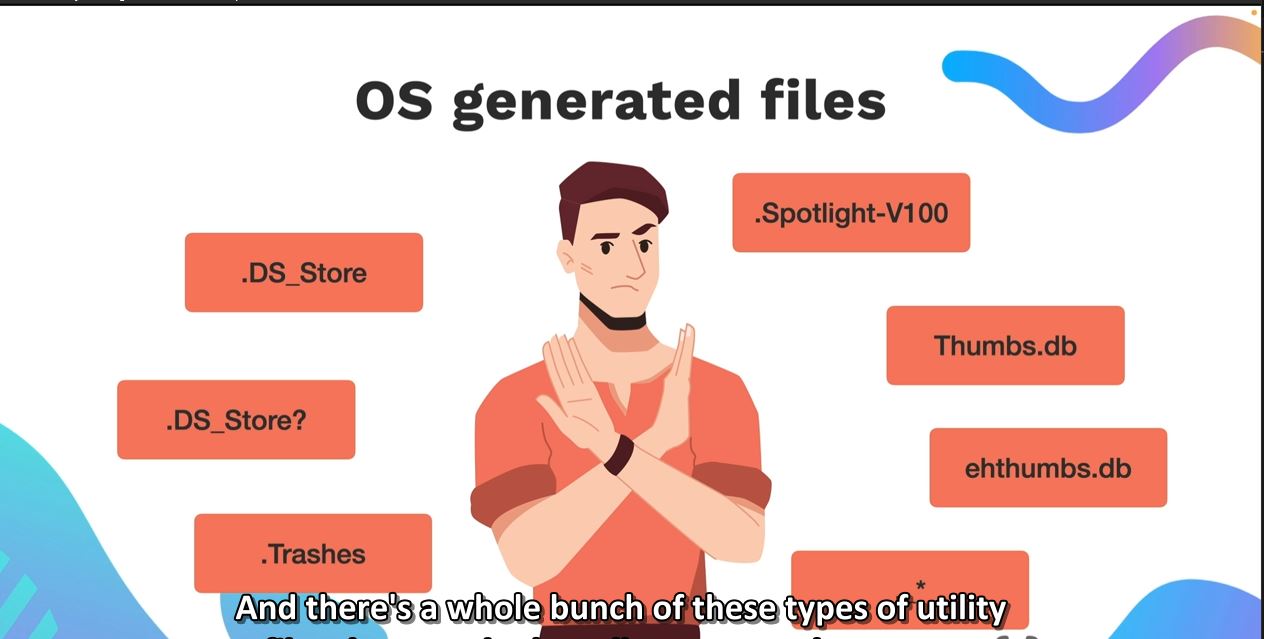 OS generated files
.Spotlight-V100
.DS_Store
Thumbs.db
.DS_Store?
ehthumbs.db
.Trashes
*
And there's a whole bunch of these types of utility